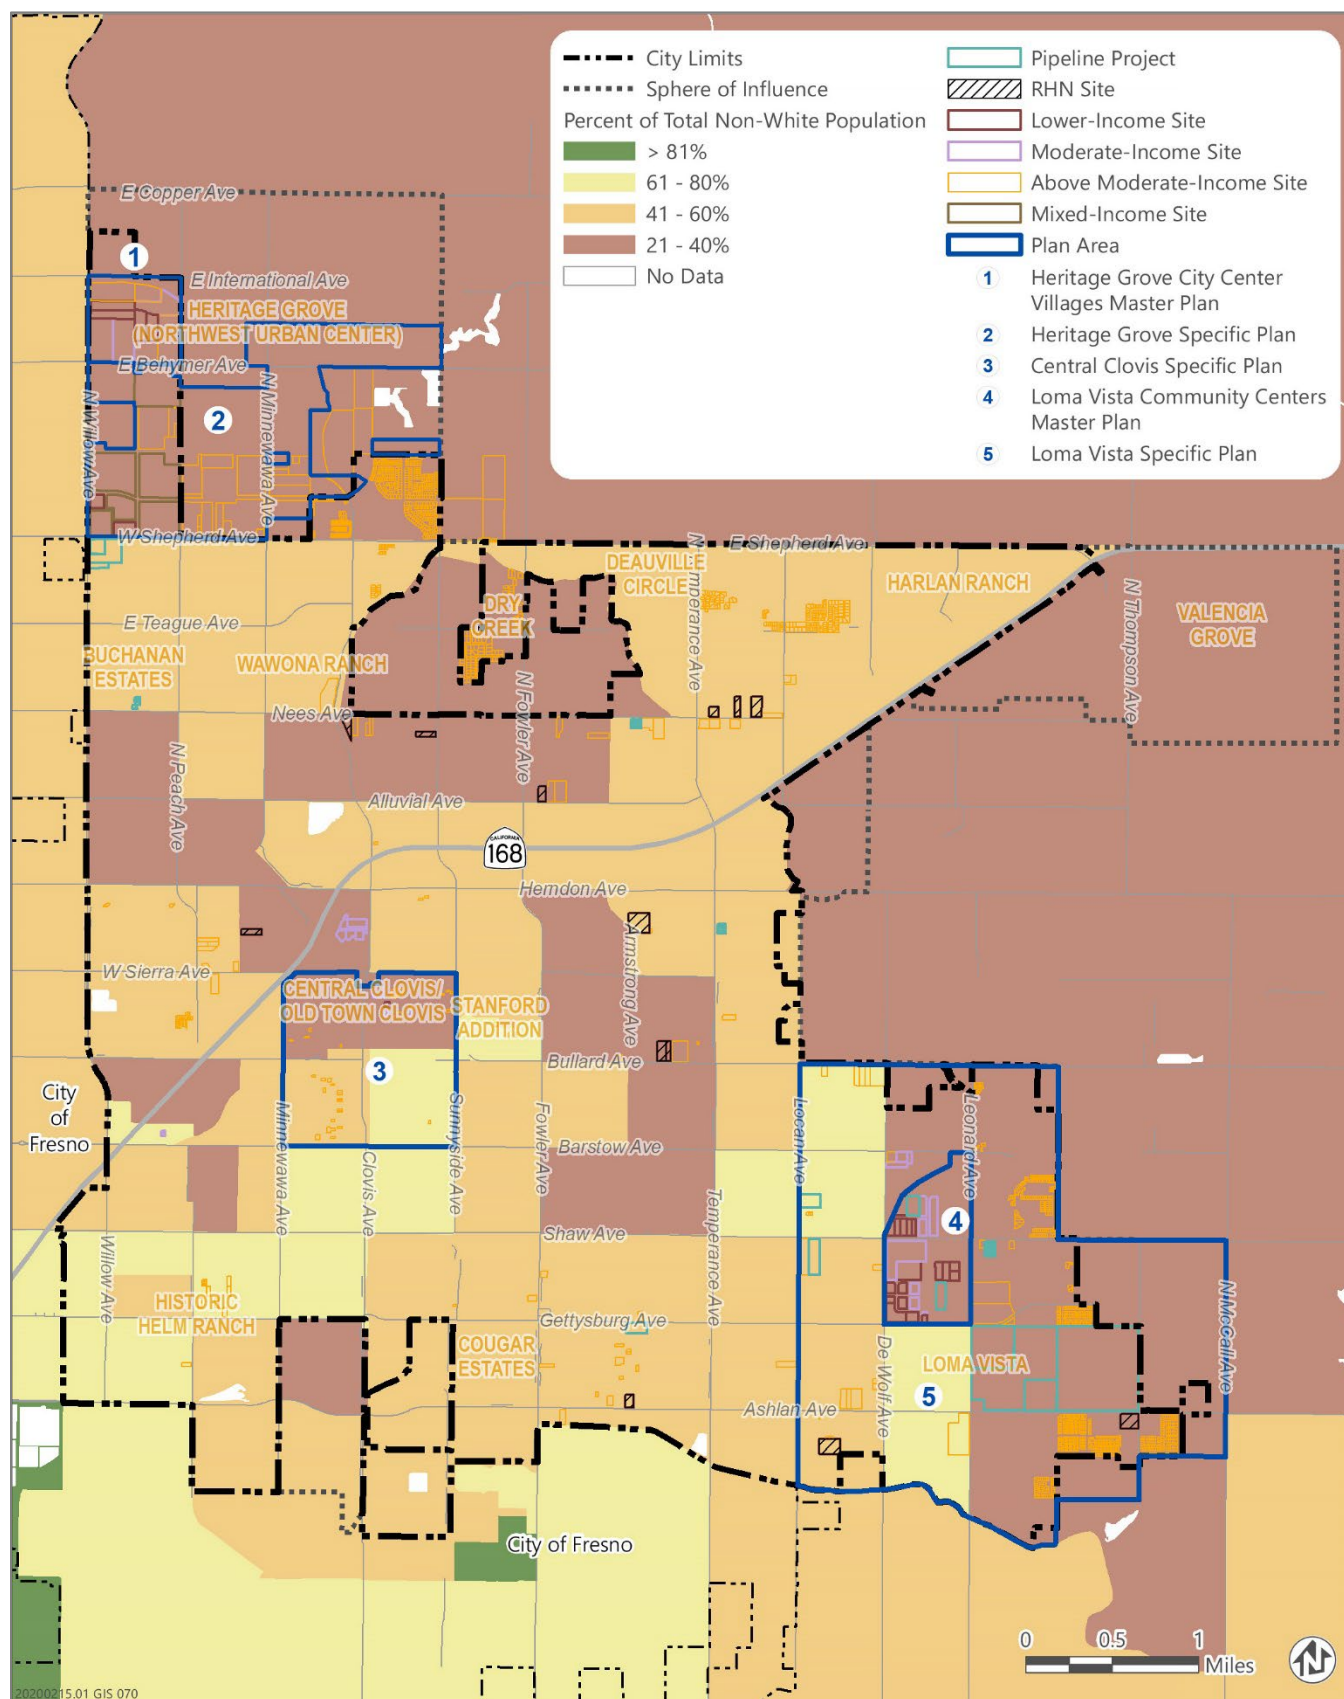 City Limits
Sphere of Influence
Percent of Total Non-White Population
> 81%
61 - 80%
41 - 60%
21 - 40%
No Data
Pipeline Project
RHN Site
Lower-Income Site
Moderate-Income Site
Above Moderate-Income Site
Mixed-Income Site
Plan Area
1 Heritage Grove City Center
Villages Master Plan
2 Heritage Grove Specific Plan
3 Central Clovis Specific Plan
4 Loma Vista Community Centers
Master Plan
5 Loma Vista Specific Plan
E Copper Ave
1
E International Ave
HERITAGE GROVE
(NORTHWEST URBAN CENTER)
E Behymer Ave
N Willow Ave
N Minnewawa Ave
2
W Shepherd Ave
E Shepherd Ave
DEAUVILLE
CIRCLE
N Temperance Ave
HARLAN RANCH
N Thompson Ave
VALENCIA
GROVE
DRY
CREEK
E Teague Ave
BUCHANAN
ESTATES
WAWONA RANCH
Nees Ave
N Fowler Ave
N Peach Ave
Alluvial Ave
CALIFORNIA
168
Herndon Ave
Armstrong Ave
W Sierra Ave
CENTRAL CLOVIS/
OLD TOWN CLOVIS
STANFORD
ADDITION
3
Bullard Ave
City
of
Fresno
Minnewawa Ave
Clovis Ave
Sunnyside Ave
Fowler Ave
Barstow Ave
Locan Ave
Leonard Ave
4
Temperance Ave
Shaw Ave
Willow Ave
HISTORIC
HELM RANCH
Gettysburg Ave
COUGAR
ESTATES
De Wolf Ave
LOMA VISTA
N McCall Ave
5
Ashlan Ave
City of Fresno
0 0.5 1
Miles
N
20200215.01 GIS 070